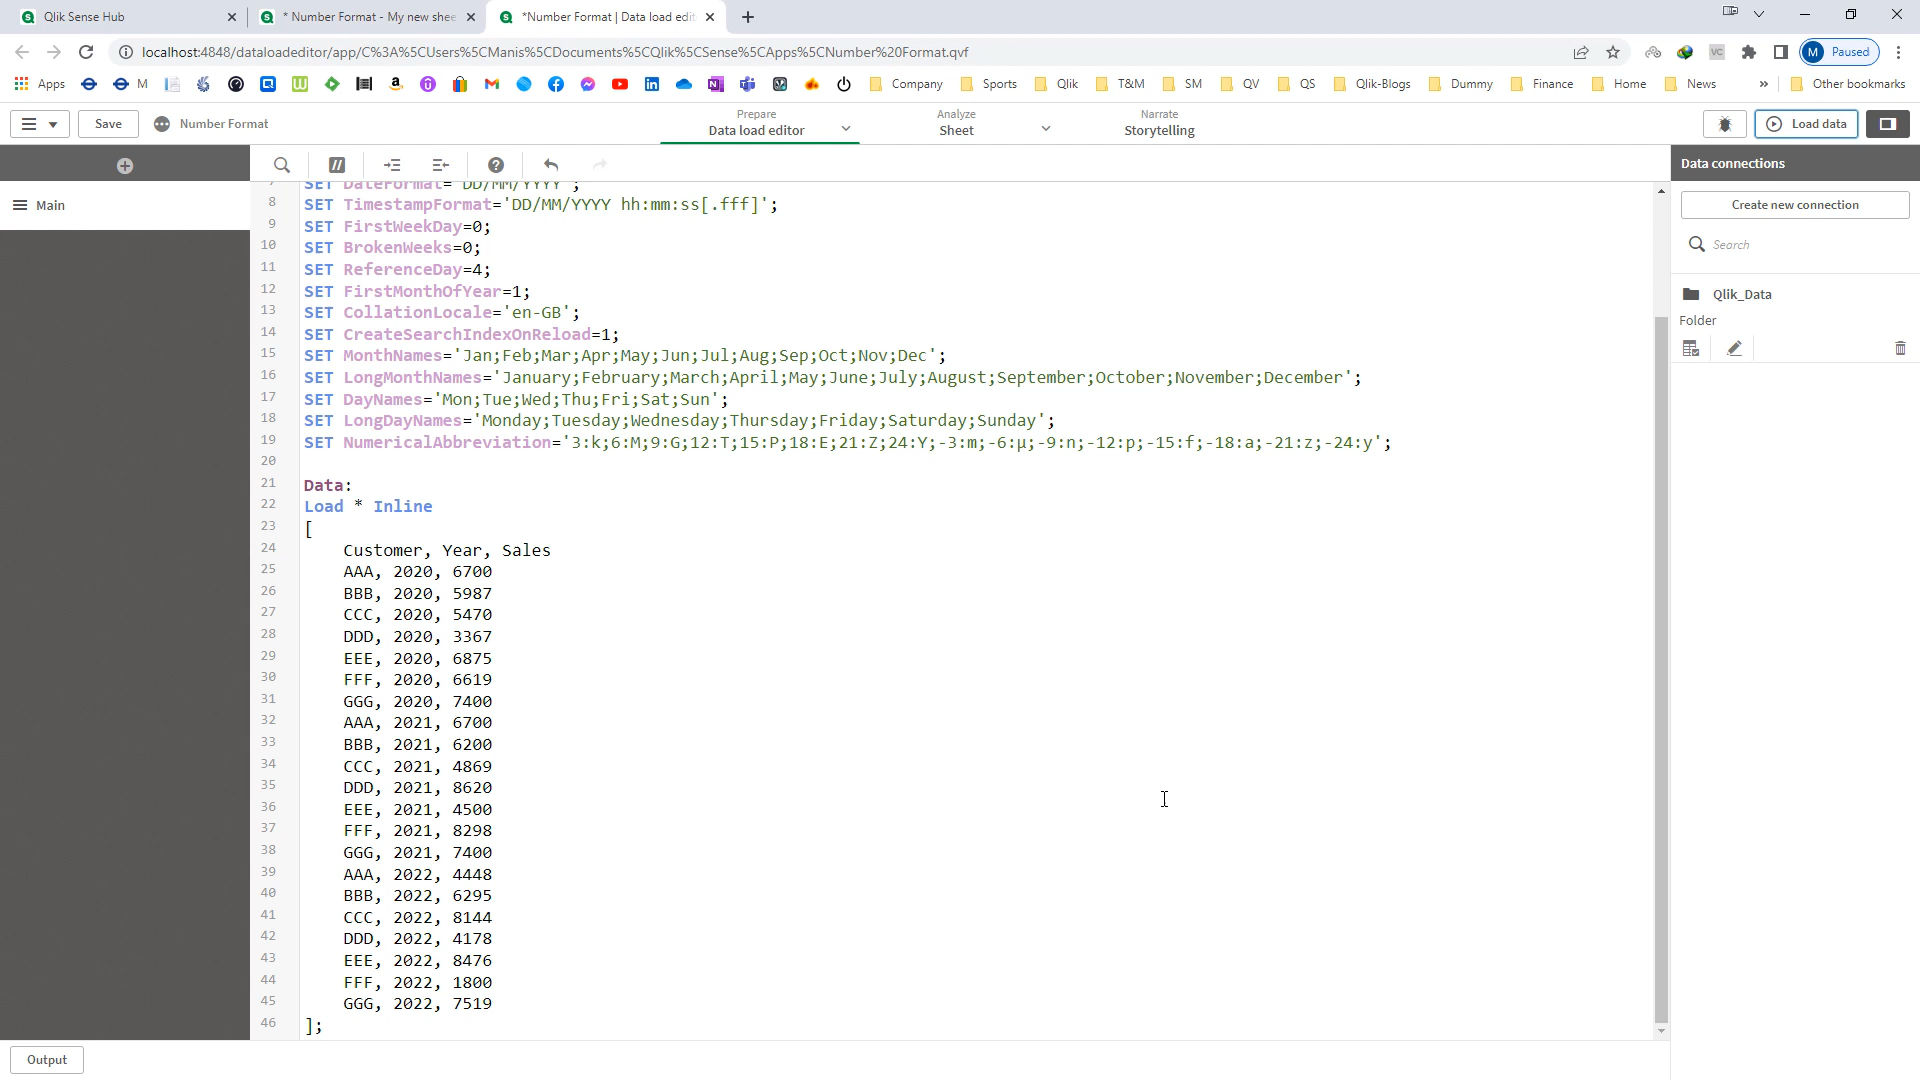 Qlik Sense Hub
* Number Format - My new shee
*Number Format | Data load edit
localhost:4848/dataloadeditor/app/C%3A%5CUsers%5CManis%5CDocuments%5CQlik%5CSense%5CApps%5CNumber%20Format.qvf
M Paused
Apps M Company Sports Qlik T&M SM QV QS Qlik-Blogs Dummy Finance Home News » Other bookmarks
Save
Number Format
Prepare
Data load editor
Analyze
Sheet
Narrate
Storytelling
Load data
Main
Data connections
Create new connection
Search
Qlik_Data
Folder
7 SET DateFormat='DD/MM/YYYY';
8 SET TimestampFormat='DD/MM/YYYY hh:mm:ss[.fff]';
9 SET FirstWeekDay=0;
10 SET BrokenWeeks=0;
11 SET ReferenceDay=4;
12 SET FirstMonthOfYear=1;
13 SET CollationLocale='en-GB';
14 SET CreateSearchIndexOnReload=1;
15 SET MonthNames='Jan;Feb;Mar;Apr;May;Jun;Jul;Aug;Sep;Oct;Nov;Dec';
16 SET LongMonthNames='January;February;March;April;May;June;July;August;September;October;November;December';
17 SET DayNames='Mon;Tue;Wed;Thu;Fri;Sat;Sun';
18 SET LongDayNames='Monday;Tuesday;Wednesday;Thursday;Friday;Saturday;Sunday';
19 SET NumericalAbbreviation='3:k;6:M;9:G;12:T;15:P;18:E;21:Z;24:Y;-3:m;-6:μ;-9:n;-12:p;-15:f;-18:a;-21:z;-24:y';
20
21 Data:
22 Load * Inline
23 [
24 Customer, Year, Sales
25 AAA, 2020, 6700
26 BBB, 2020, 5987
27 CCC, 2020, 5470
28 DDD, 2020, 3367
29 EEE, 2020, 6875
30 FFF, 2020, 6619
31 GGG, 2020, 7400
32 AAA, 2021, 6700
33 BBB, 2021, 6200
34 CCC, 2021, 4869
35 DDD, 2021, 8620
36 EEE, 2021, 4500
37 FFF, 2021, 8298
38 GGG, 2021, 7400
39 AAA, 2022, 4448
40 BBB, 2022, 6295
41 CCC, 2022, 8144
42 DDD, 2022, 4178
43 EEE, 2022, 8476
44 FFF, 2022, 1800
45 GGG, 2022, 7519
46 ];
Output